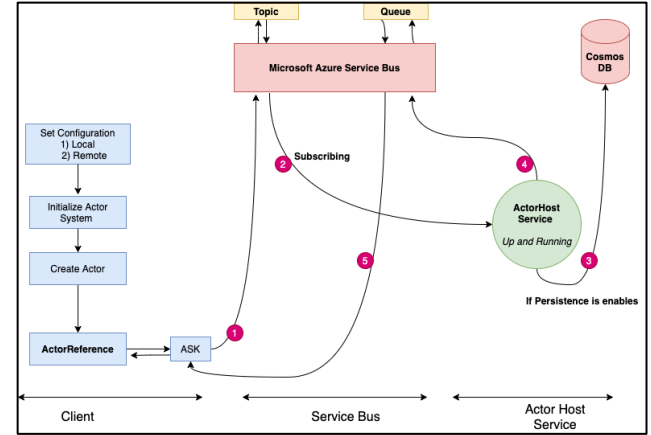 Topic
Queue
Microsoft Azure Service Bus
Cosmos
DB
Set Configuration
1) Local
2) Remote
2
Subscribing
4
Initialize Actor
System
ActorHost
Service
Up and Running
Create Actor
5
3
If Persistence is enables
1
ActorReference
ASK
Client
Service Bus
Actor Host
Service